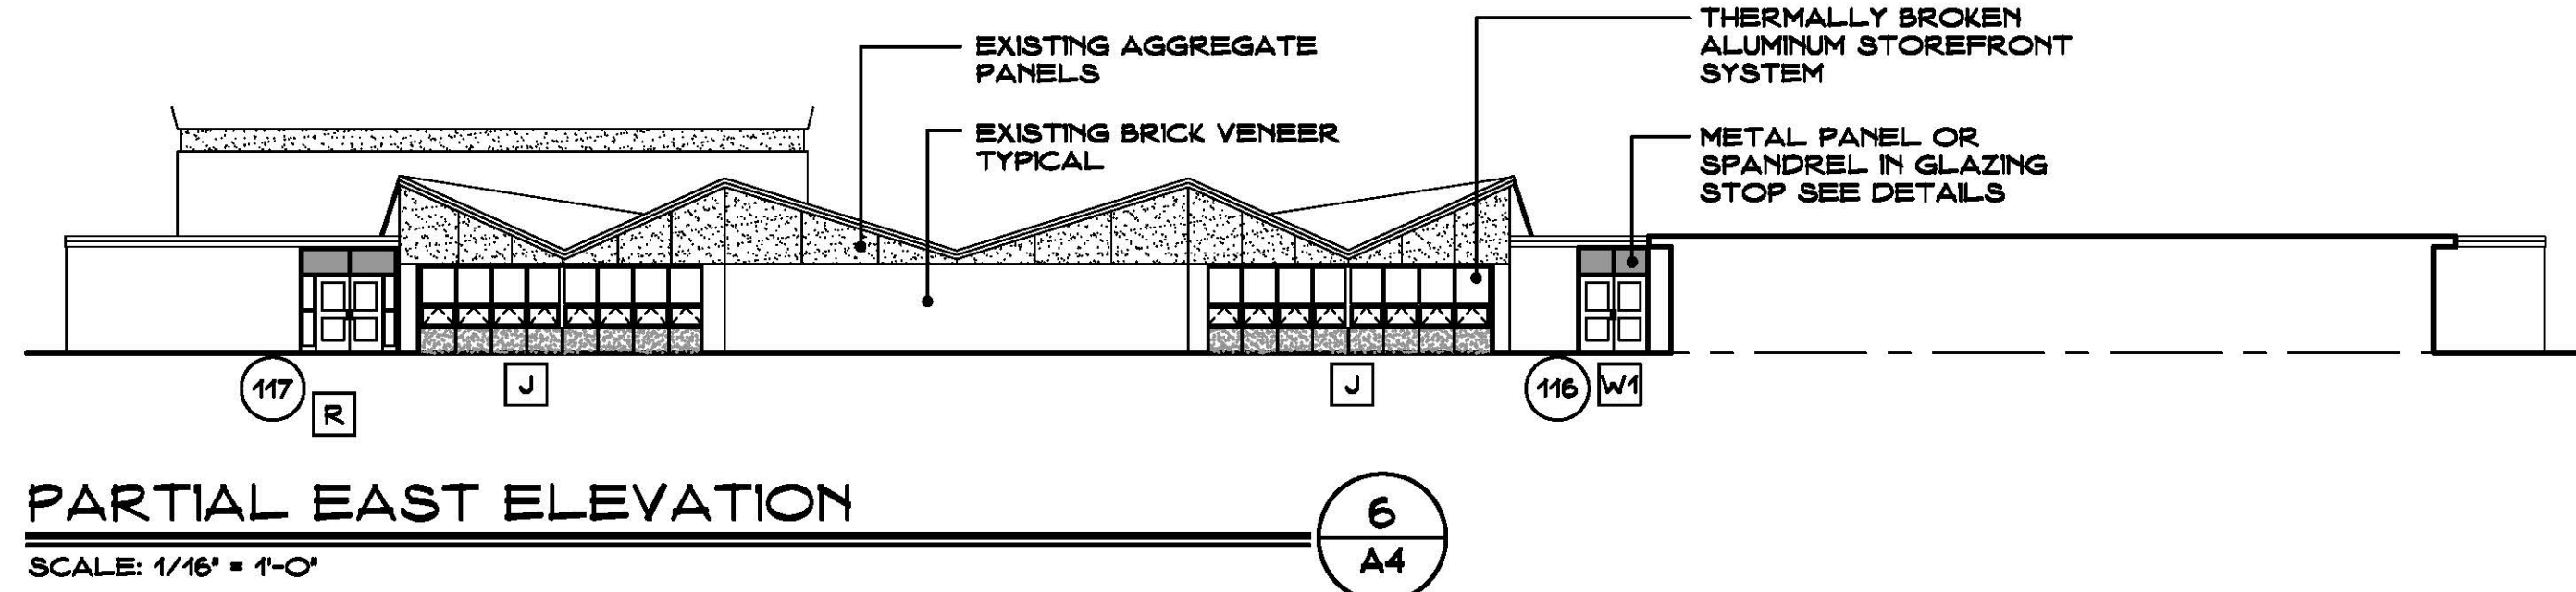 EXISTING AGGREGATE
PANELS
EXISTING BRICK VENEER
TYPICAL
THERMALLY BROKEN
ALUMINUM STOREFRONT
SYSTEM
METAL PANEL OR
SPANDREL IN GLAZING
STOP SEE DETAILS
117
R
J
J
116
W1
PARTIAL EAST ELEVATION
SCALE: 1/16" = 1'-0"
6
A4